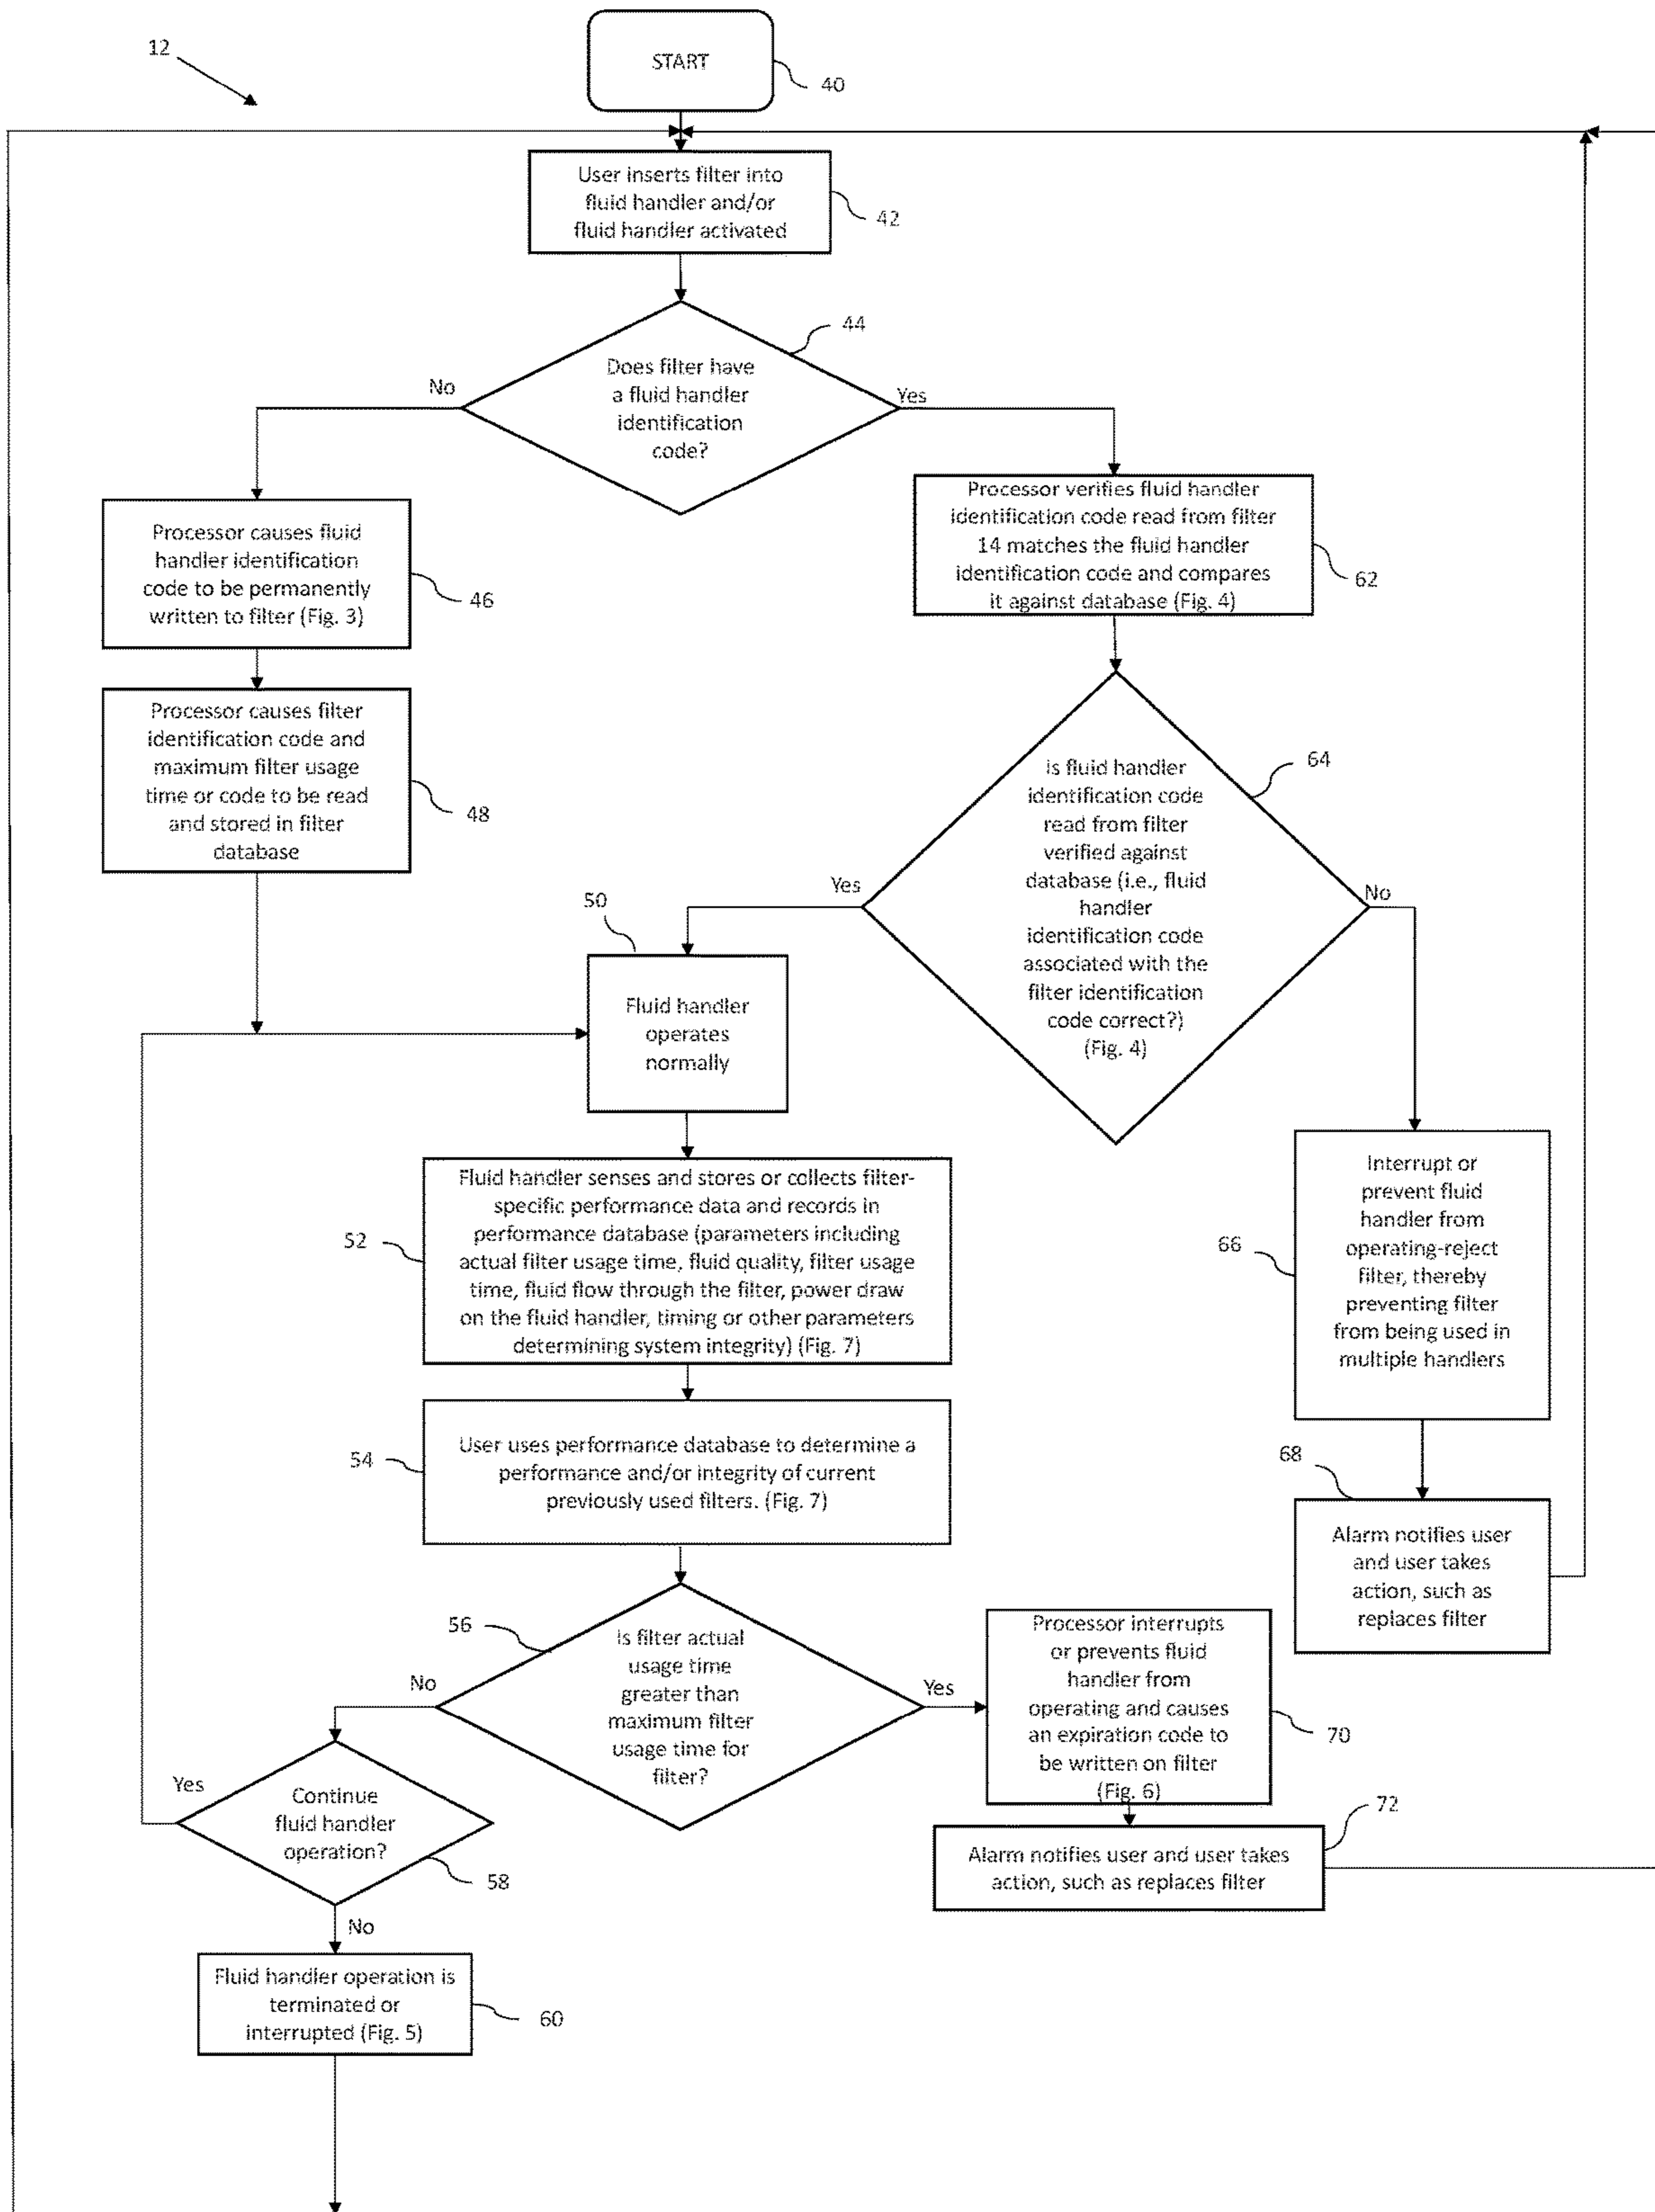 12
START
40
User inserts filter into
fluid handler and/or
fluid handler activated
42
44
Does filter have
a fluid handler
identification
code?
No
Yes
Processor causes fluid
handler identification
code to be permanently
written to filter (Fig. 3)
46
Processor verifies fluid handler
identification code read from filter
14 matches the fluid handler
identification code and compares
it against database (Fig. 4)
62
Processor causes filter
identification code and
maximum filter usage
time or code to be read
and stored in filter
database
48
64
Is fluid handler
identification code
read from filter
verified against
database (i.e., fluid
handler
identification code
associated with the
filter identification
code correct?)
(Fig. 4)
Yes
No
50
Fluid handler
operates
normally
Interrupt or
prevent fluid
handler from
operating-reject
filter, thereby
preventing filter
from being used in
multiple handlers
66
Fluid handler senses and stores or collects filter-
specific performance data and records in
performance database (parameters including
actual filter usage time, fluid quality, filter usage
time, fluid flow through the filter, power draw
on the fluid handler, timing or other parameters
determining system integrity) (Fig. 7)
52
User uses performance database to determine a
performance and/or integrity of current
previously used filters. (Fig. 7)
54
68
Alarm notifies user
and user takes
action, such as
replaces filter
56
Is filter actual
usage time
greater than
maximum filter
usage time for
filter?
No
Yes
Processor interrupts
or prevents fluid
handler from
operating and causes
an expiration code to
be written on filter
(Fig. 6)
70
Yes
Continue
fluid handler
operation?
58
72
Alarm notifies user and user takes
action, such as replaces filter
No
Fluid handler operation is
terminated or
interrupted (Fig. 5)
60